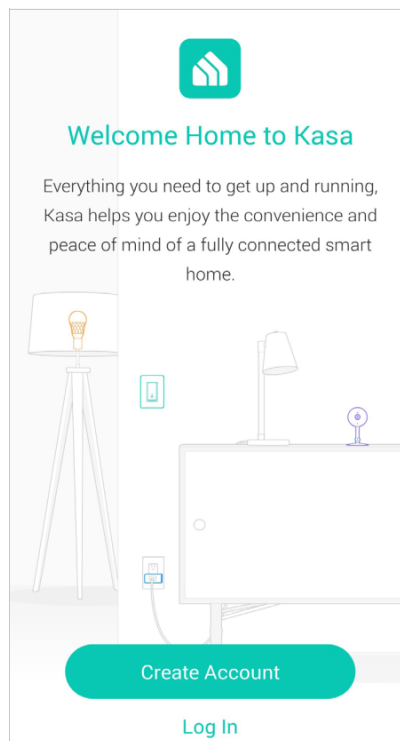 Welcome Home to Kasa
Everything you need to get up and running,
Kasa helps you enjoy the convenience and
peace of mind of a fully connected smart
home.
Create Account
Log In